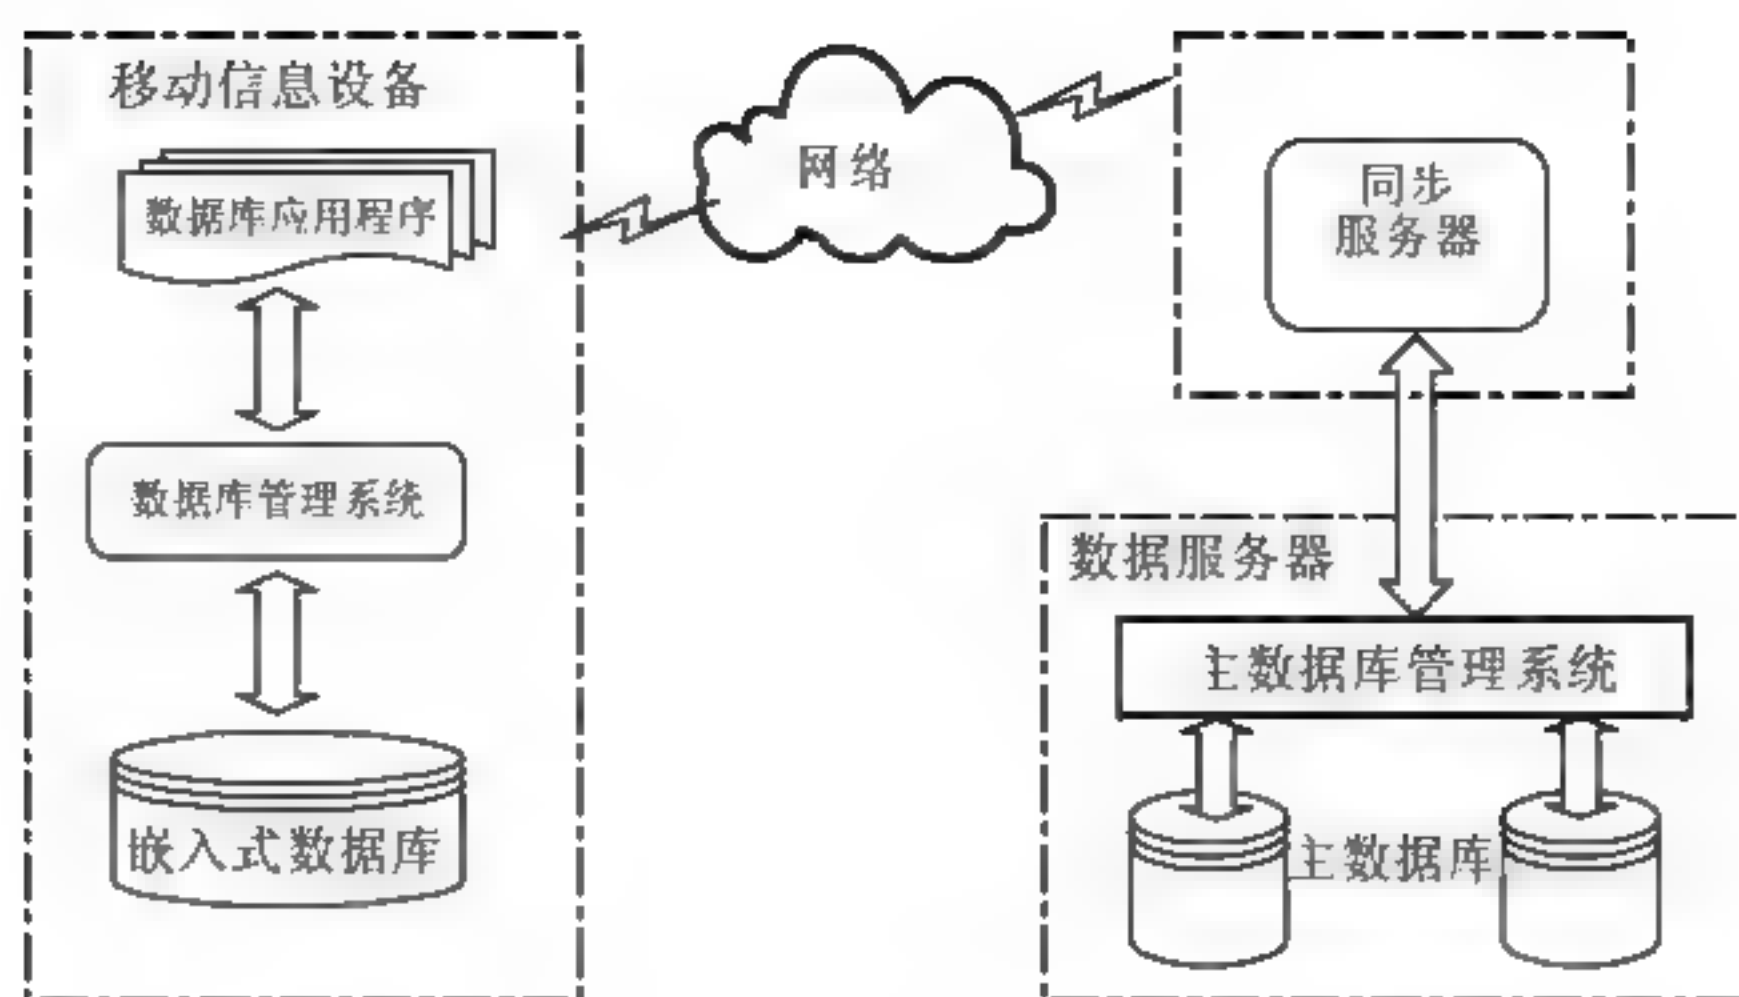 移动信息设备
数据库应用程序
数据库管理系统
嵌入式数据库
网络
同步
服务器
数据服务器
主数据库管理系统
主数据库